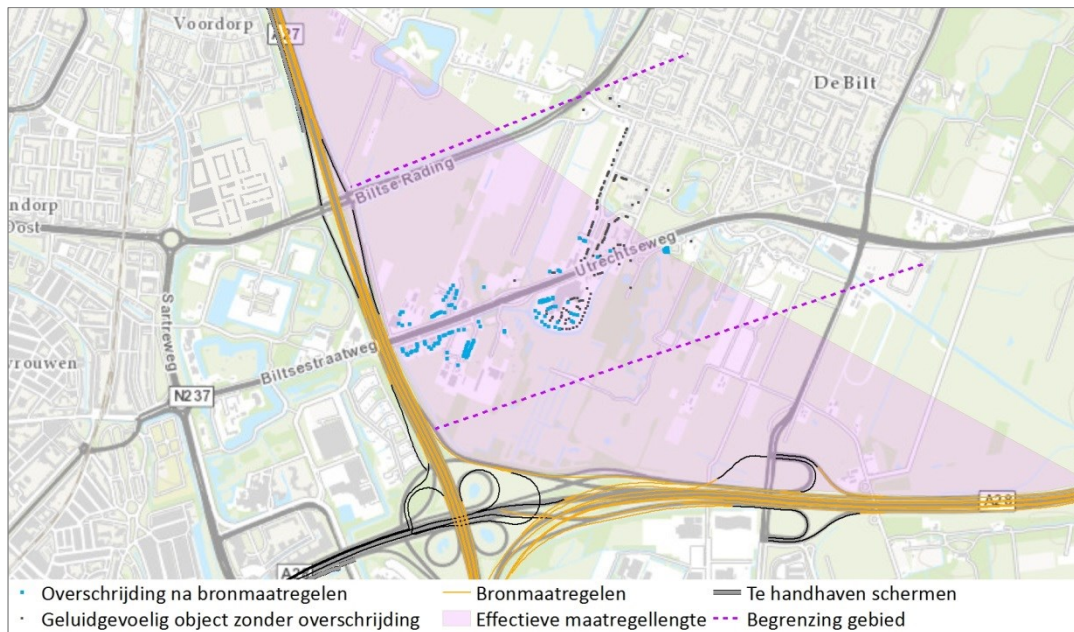 Voordorp
A27
De Bilt
Biltse Rading
ndorp
Oost
Utrechtseweg
Sartreweg
Biltsestraatweg
vrouwen
N237
A28
A28
Overschrijding na bronmaatregelen
Bronmaatregelen
Te handhaven schermen
Geluidgevoelig object zonder overschrijding
Effectieve maatregellengte
Begrenzing gebied